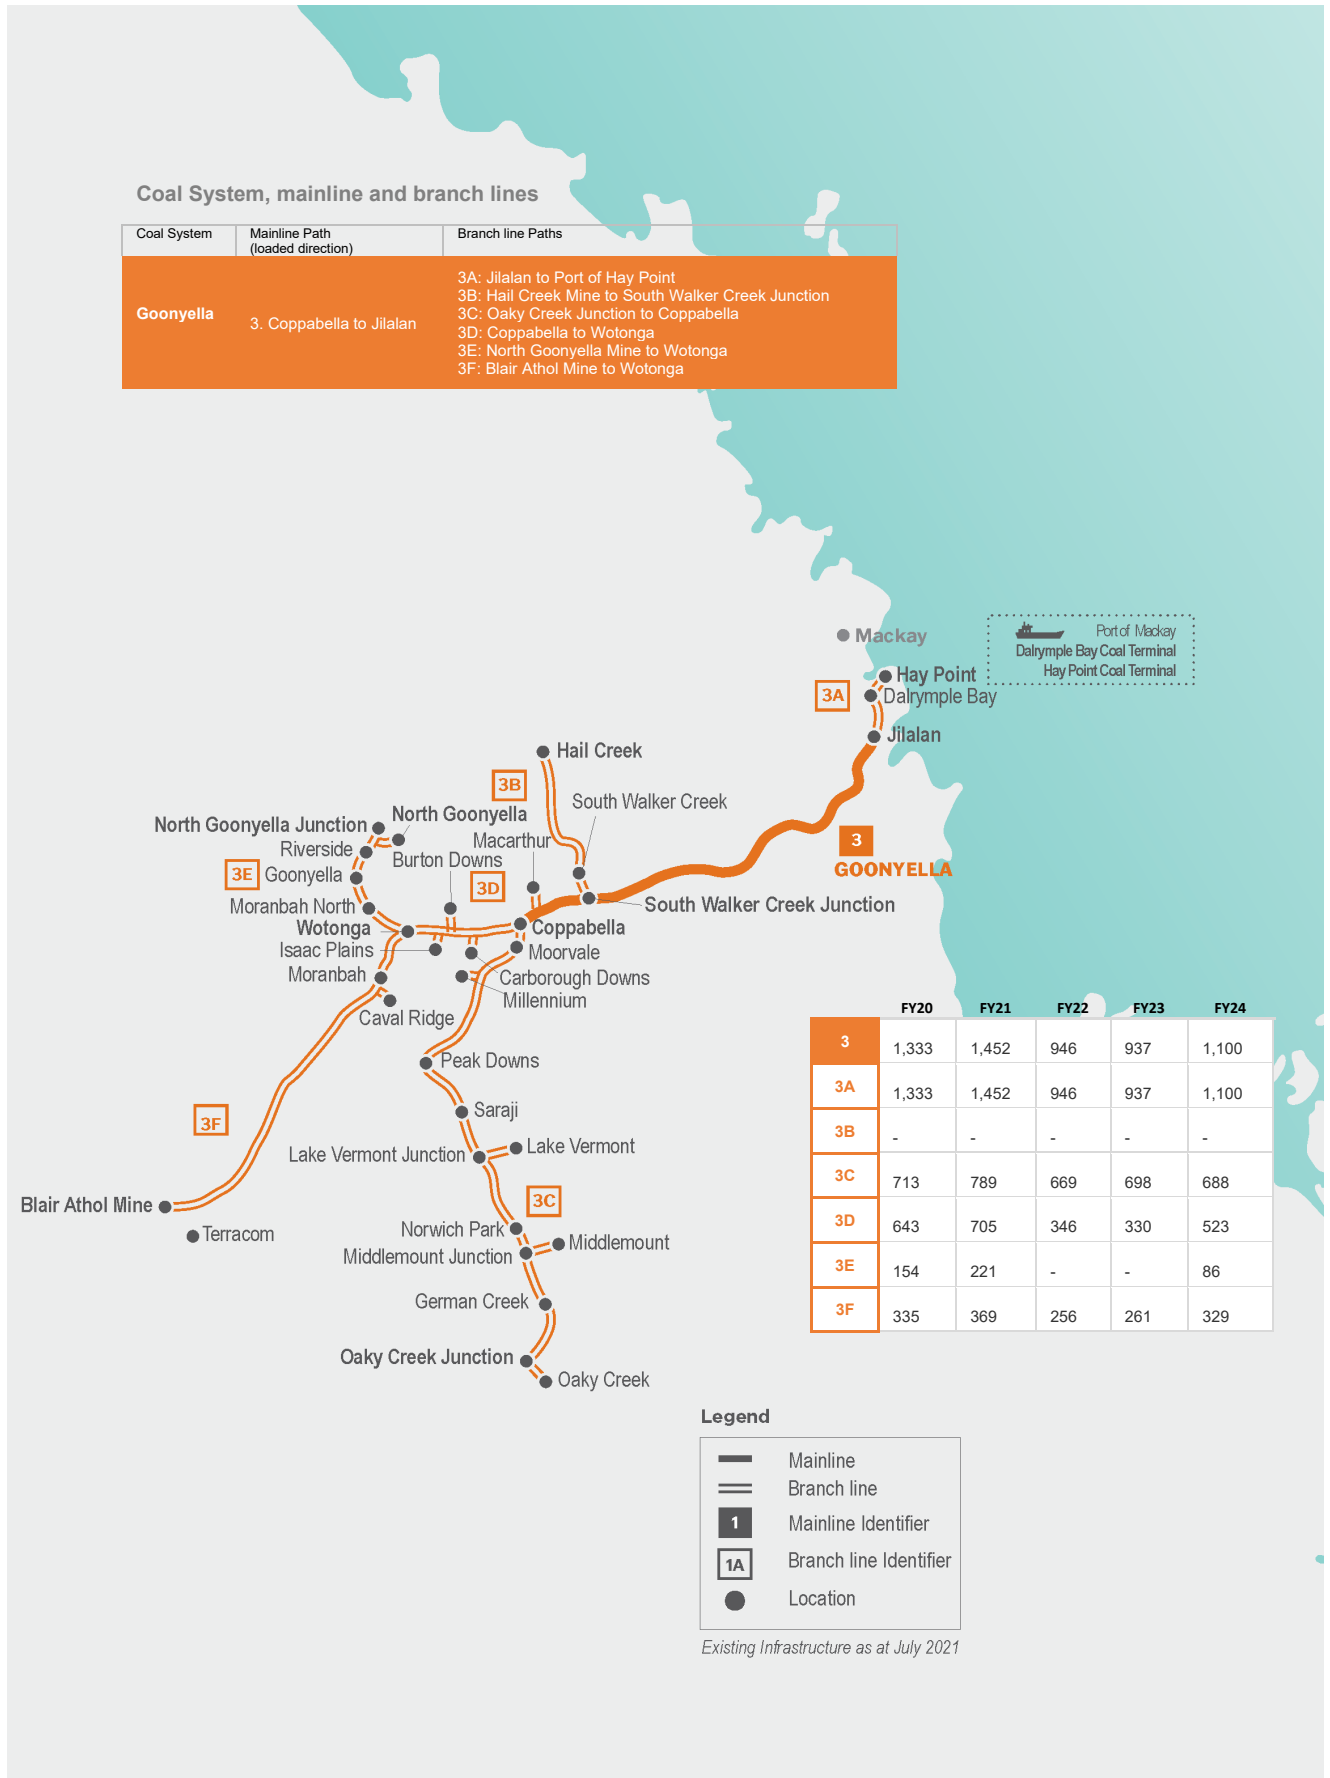 Coal System, mainline and branch lines
Coal System Mainline Path (loaded direction) Branch line Paths
Goonyella
3. Coppabella to Jilalan
3A: Jilalan to Port of Hay Point
3B: Hail Creek Mine to South Walker Creek Junction
3C: Oaky Creek Junction to Coppabella
3D: Coppabella to Wotonga
3E: North Goonyella Mine to Wotonga
3F: Blair Athol Mine to Wotonga
Mackay
Port of Mackay
Dalrymple Bay Coal Terminal
Hay Point Coal Terminal
Hay Point
3A
Dalrymple Bay
Jilalan
Hail Creek
3B
South Walker Creek
North Goonyella
North Goonyella Junction
Macarthur
3
GOONYELLA
Riverside
Burton Downs
3E
Goonyella
3D
Moranbah North
South Walker Creek Junction
Wotonga
Coppabella
Isaac Plains
Moorvale
Moranbah
Carborough Downs
Millennium
Caval Ridge
Peak Downs
Saraji
3F
Lake Vermont Junction
Lake Vermont
3C
Blair Athol Mine
Terracom
Norwich Park
Middlemount Junction
Middlemount
German Creek
Oaky Creek Junction
Oaky Creek
FY20 FY21 FY22 FY23 FY24
3 1,333 1,452 946 937 1,100
3A 1,333 1,452 946 937 1,100
3B - - - - -
3C 713 789 669 698 688
3D 643 705 346 330 523
3E 154 221 - - 86
3F 335 369 256 261 329
Legend
Mainline
Branch line
1 Mainline Identifier
1A Branch line Identifier
Location
Existing Infrastructure as at July 2021